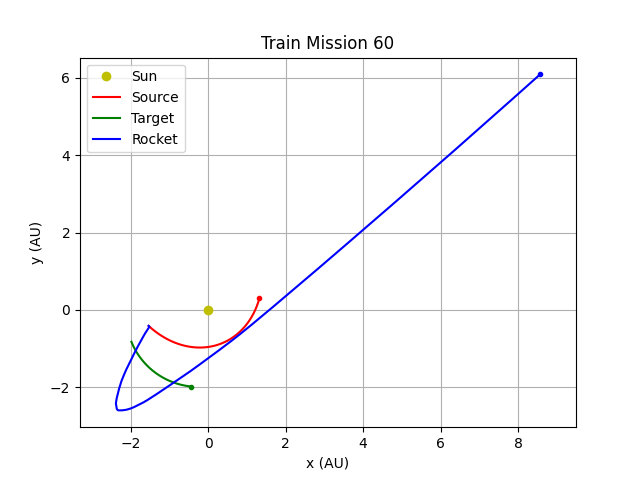 Train Mission 60
Sun
Source
Target
Rocket
6
4
2
0
−2
y (AU)
−2
0
2
4
6
8
x (AU)